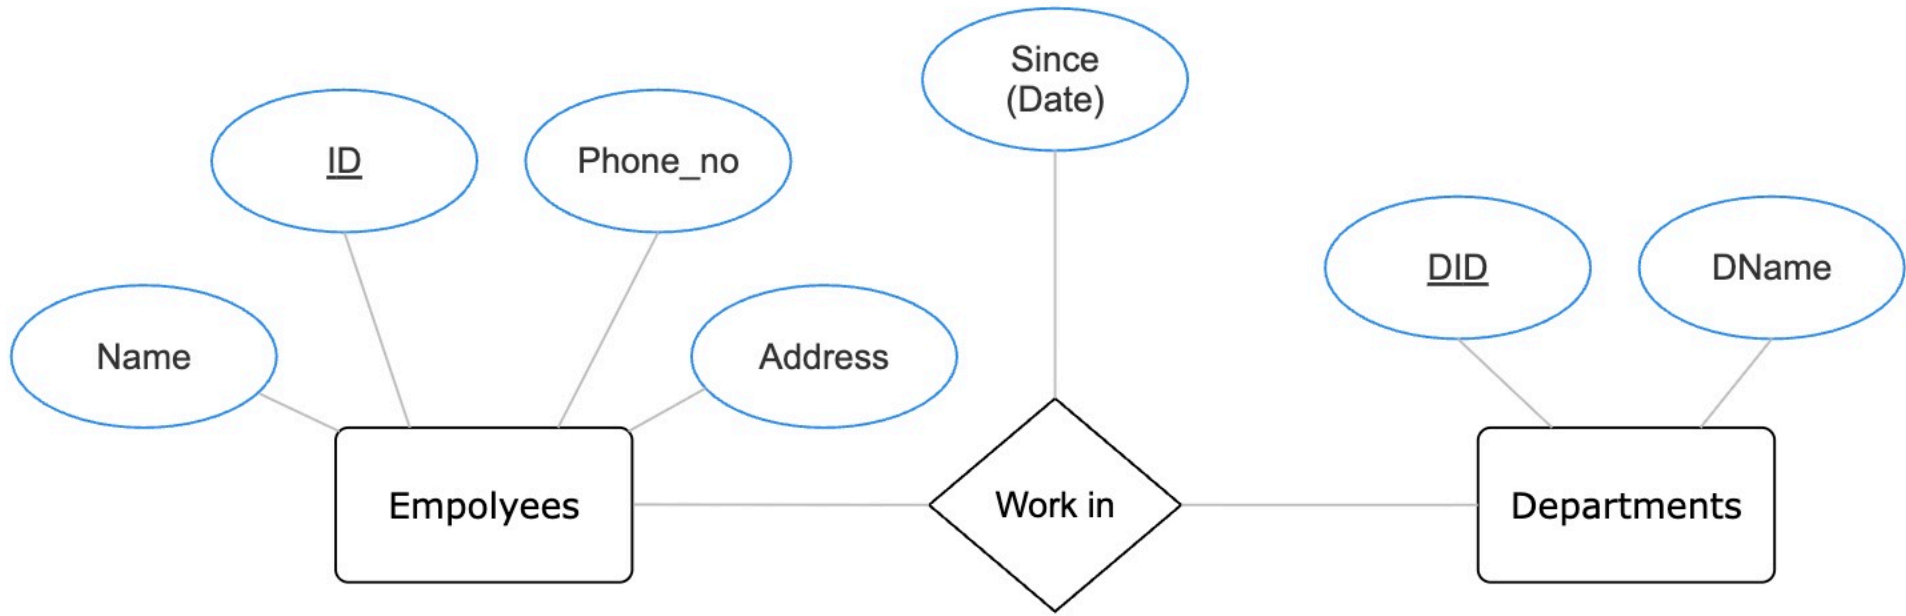 Since
(Date)
ID
Phone_no
DID
DName
Name
Address
Empolyees
Work in
Departments